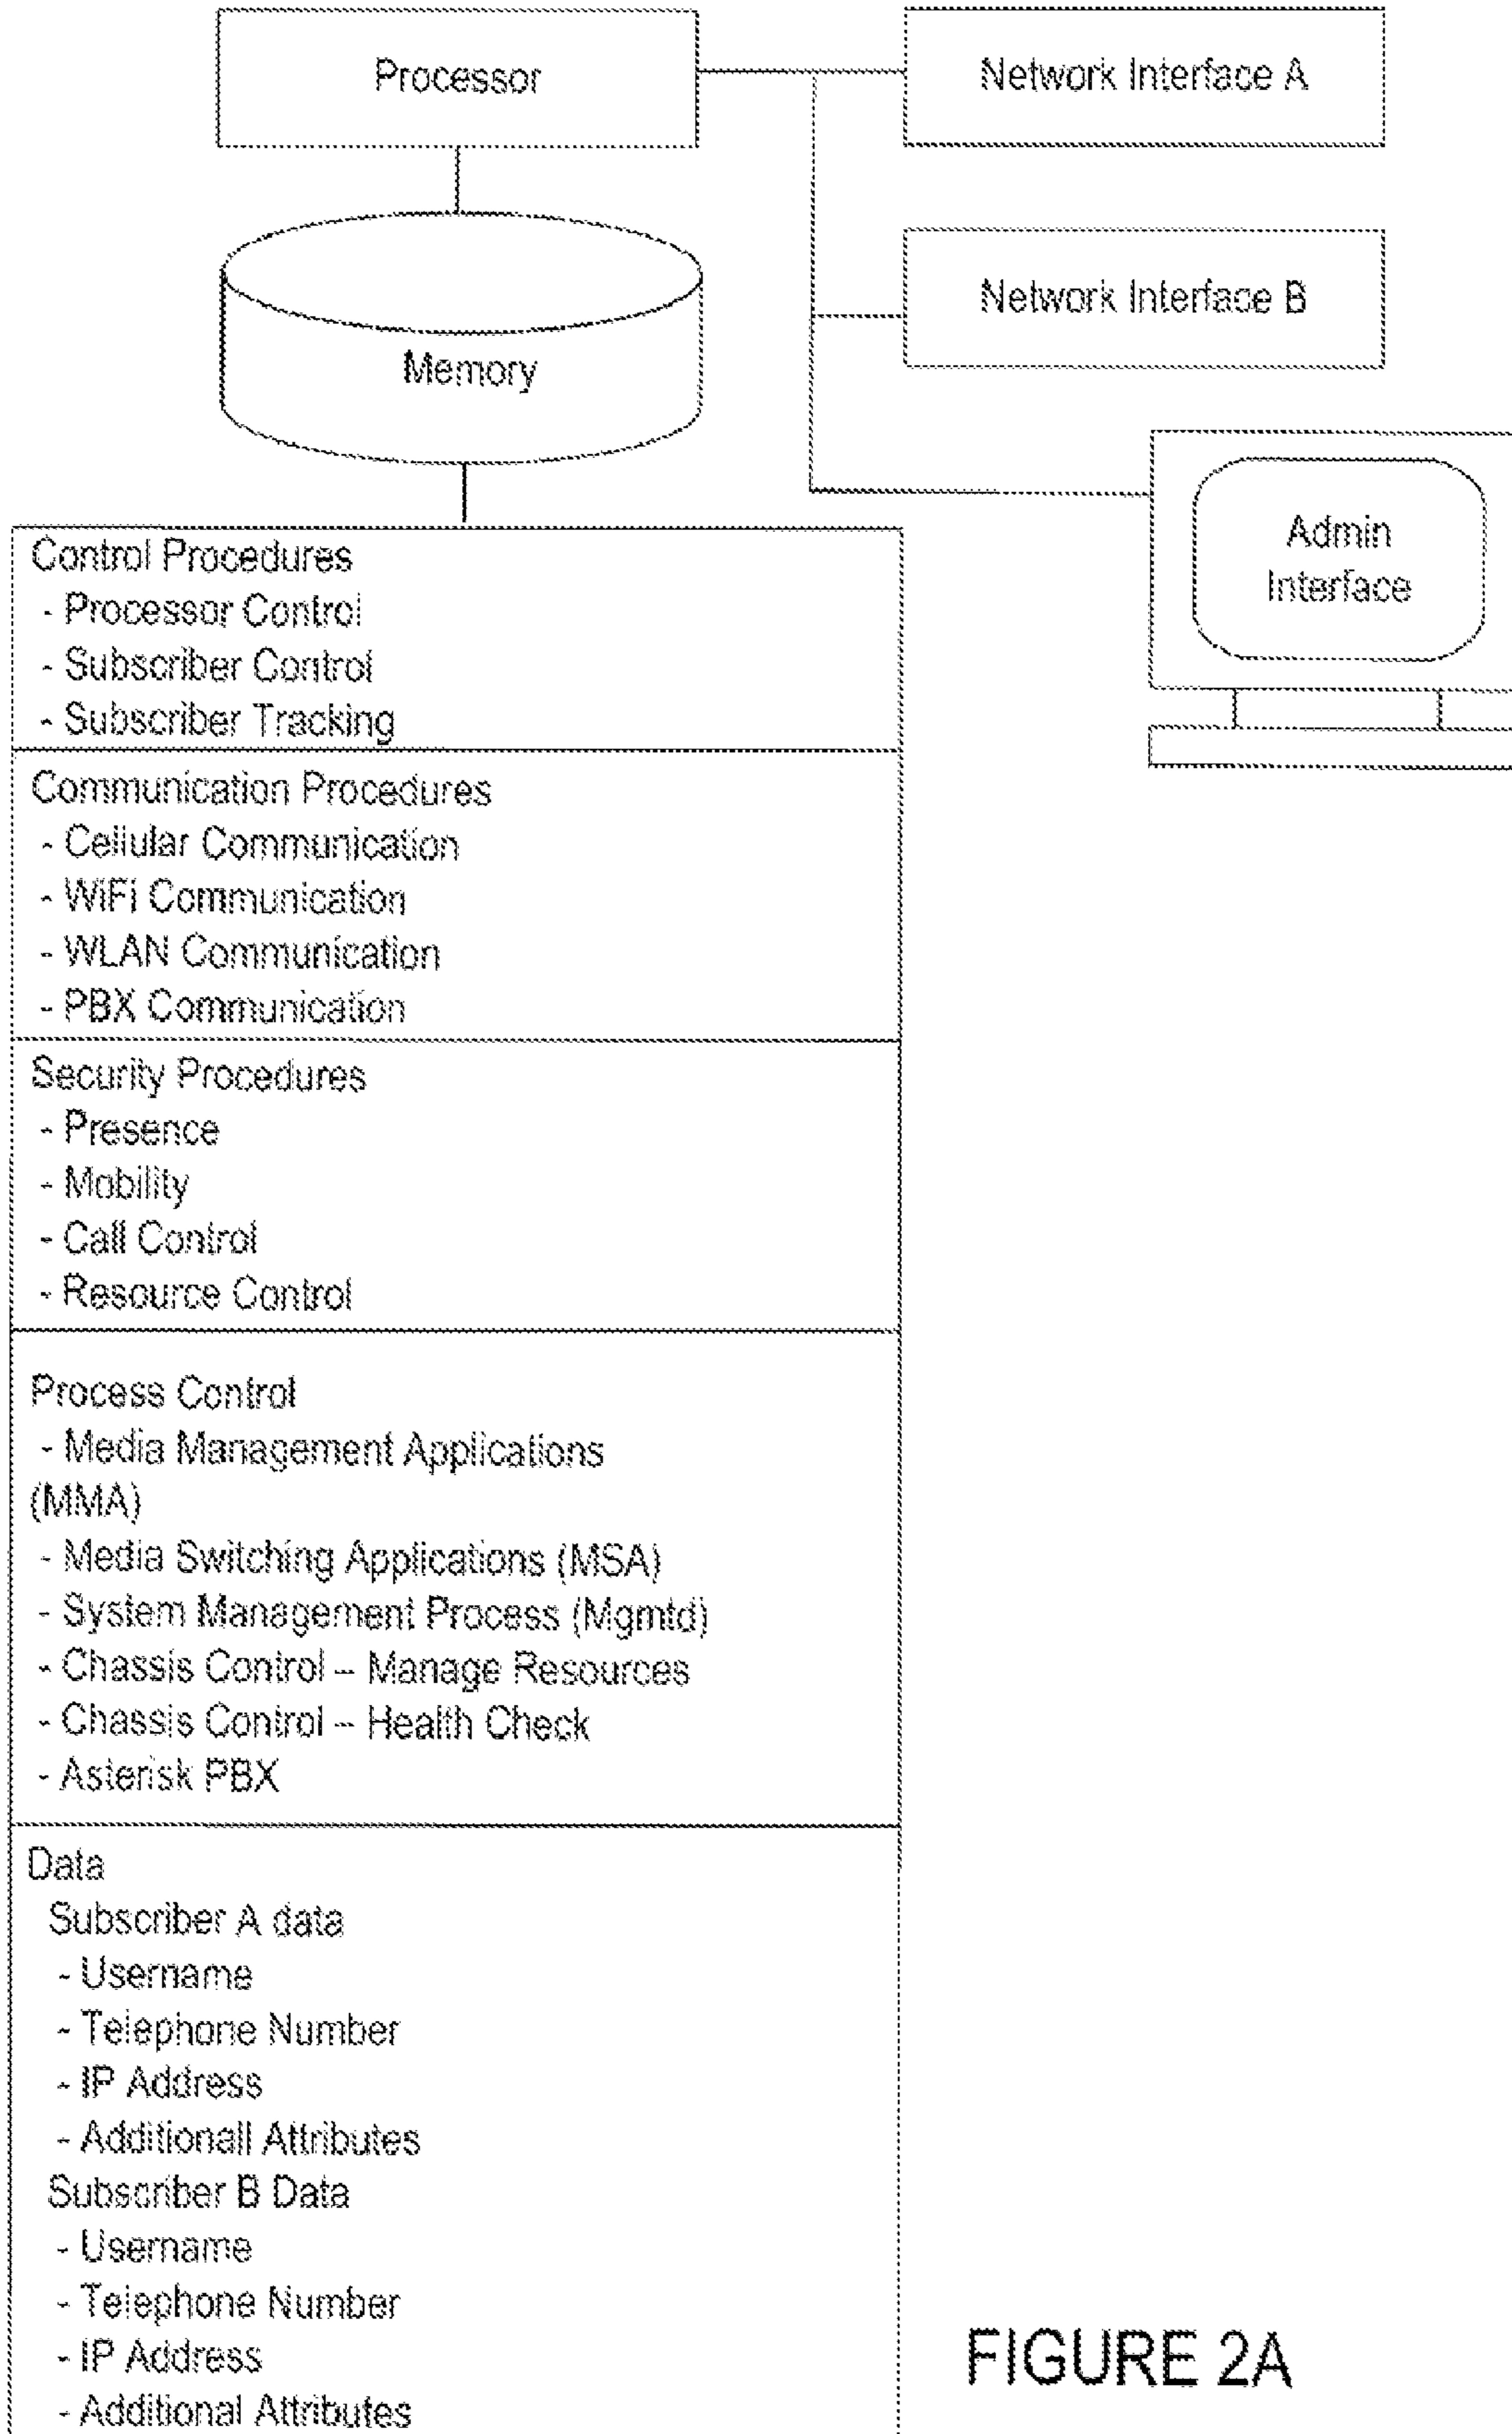 Processor
Network Interface A
Memory
Network Interface B
Admin
Interface
Control Procedures
- Processor Control
- Subscriber Control
- Subscriber Tracking
Communication Procedures
- Cellular Communication
- WiFi Communication
- WLAN Communication
- PBX Communication
Security Procedures
- Presence
- Mobility
- Call Control
- Resource Control
Process Control
- Media Management Applications
(MMA)
- Media Switching Applications (MSA)
- System Management Process (Mgmtd)
- Chassis Control – Manage Resources
- Chassis Control – Health Check
- Asterisk PBX
Data
Subscriber A data
- Username
- Telephone Number
- IP Address
- Additionall Attributes
Subscriber B Data
- Username
- Telephone Number
- IP Address
- Additional Attributes
FIGURE 2A